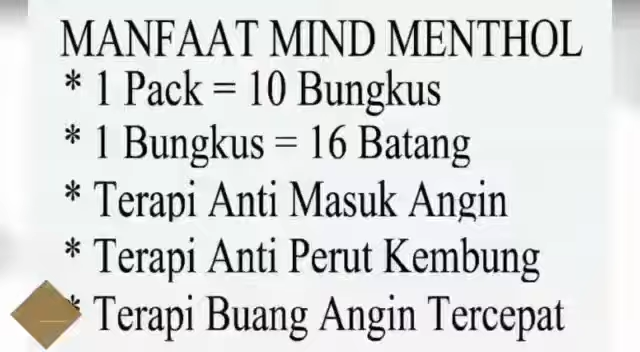 MANFAAT MIND MENTHOL
* 1 Pack = 10 Bungkus
* 1 Bungkus = 16 Batang
* Terapi Anti Masuk Angin
* Terapi Anti Perut Kembung
* Terapi Buang Angin Tercepat